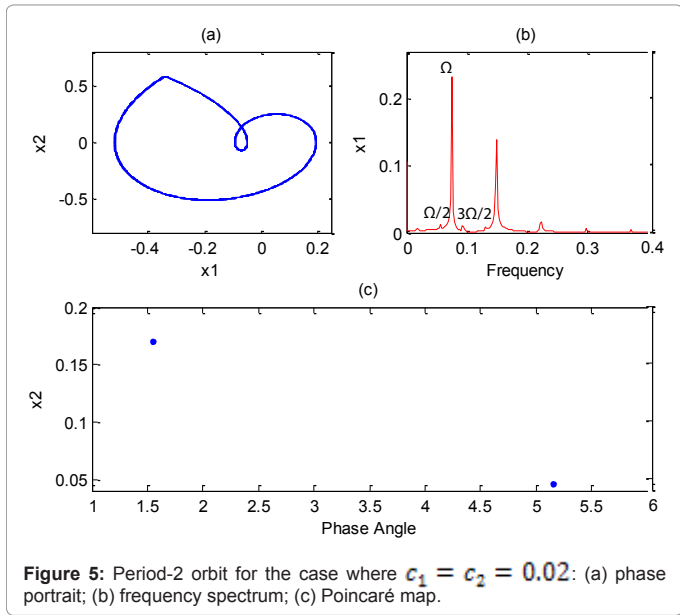 (a)
x2
0.5
0
-0.5
-0.4
-0.2
0
0.2
x1
(b)
x1
0.2
0.1
0
Ω
Ω/2
3Ω/2
0
0.1
0.2
0.3
0.4
Frequency
(c)
x2
0.2
0.15
0.1
0.05
1
1.5
2
2.5
3
3.5
4
4.5
5
5.5
6
Phase Angle
Figure 5: Period-2 orbit for the case where c₁ = c₂ = 0.02: (a) phase
portrait; (b) frequency spectrum; (c) Poincaré map.